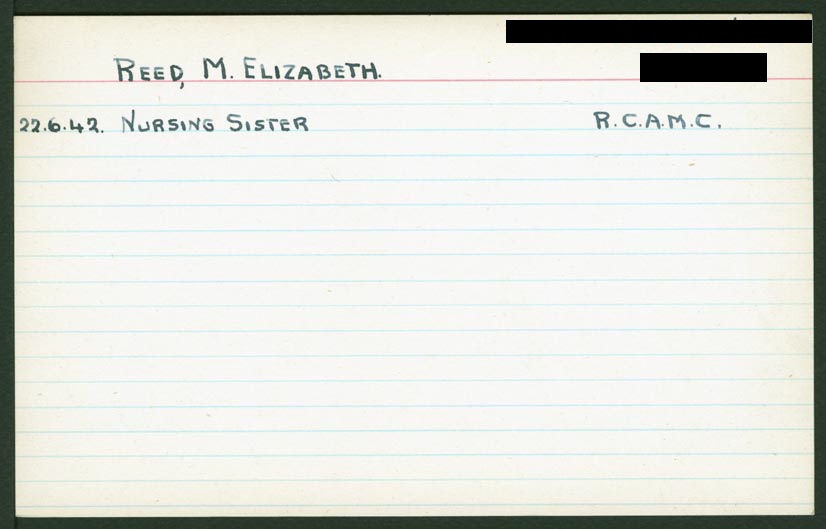 REED, M. ELIZABETH.
22.6.42. NURSING SISTER R.C.A.M.C.